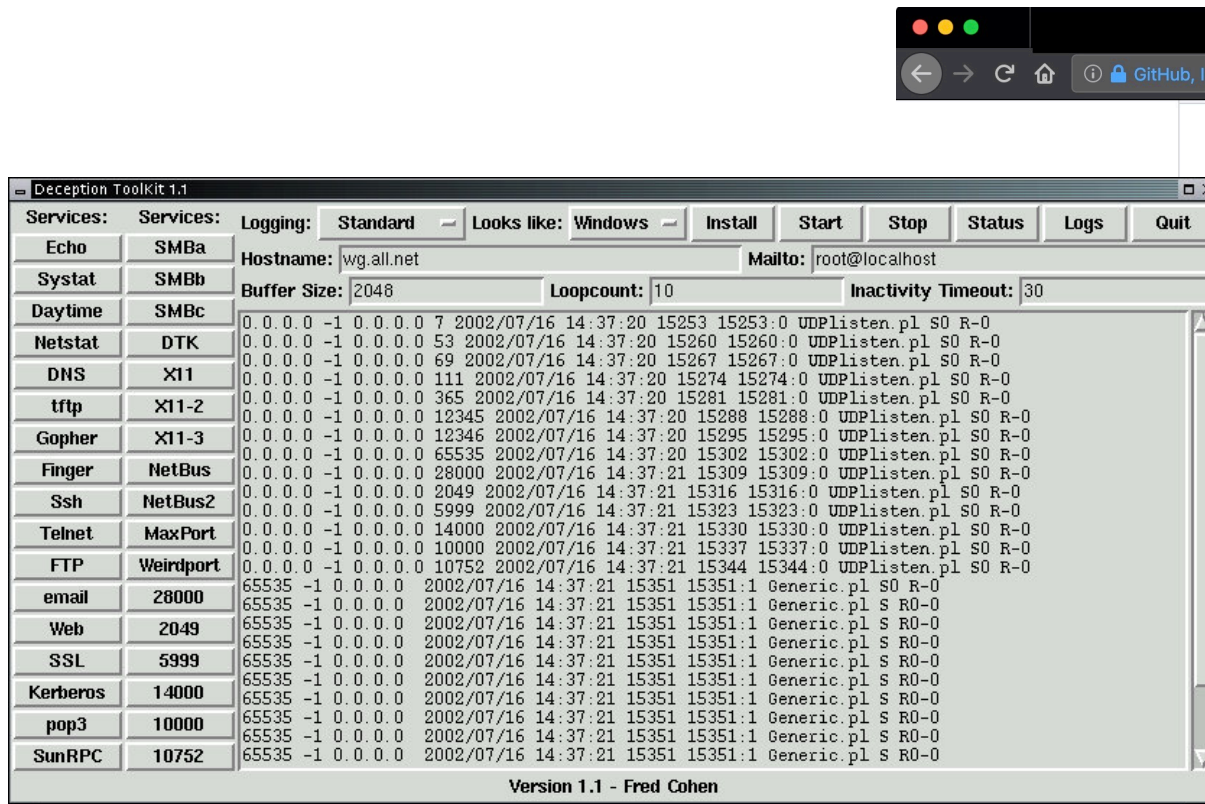 GitHub, I
Deception ToolKit 1.1
Services: Services: Logging: Standard Looks like: Windows Install Start Stop Status Logs Quit
Echo SMBa
Hostname: wg.all.net Mailto: root@localhost
Systat SMBb
Buffer Size: 2048 Loopcount: 10 Inactivity Timeout: 30
Daytime SMBc
Netstat DTK
DNS X11
tftp X11-2
Gopher X11-3
Finger NetBus
Ssh NetBus2
Telnet MaxPort
FTP Weirdport
email 28000
Web 2049
SSL 5999
Kerberos 14000
pop3 10000
SunRPC 10752
0.0.0.0 -1 0.0.0.0 7 2002/07/16 14:37:20 15253 15253:0 UDPlisten.pl S0 R-0
0.0.0.0 -1 0.0.0.0 53 2002/07/16 14:37:20 15260 15260:0 UDPlisten.pl S0 R-0
0.0.0.0 -1 0.0.0.0 69 2002/07/16 14:37:20 15267 15267:0 UDPlisten.pl S0 R-0
0.0.0.0 -1 0.0.0.0 111 2002/07/16 14:37:20 15274 15274:0 UDPlisten.pl S0 R-0
0.0.0.0 -1 0.0.0.0 365 2002/07/16 14:37:20 15281 15281:0 UDPlisten.pl S0 R-0
0.0.0.0 -1 0.0.0.0 12345 2002/07/16 14:37:20 15288 15288:0 UDPlisten.pl S0 R-0
0.0.0.0 -1 0.0.0.0 12346 2002/07/16 14:37:20 15295 15295:0 UDPlisten.pl S0 R-0
0.0.0.0 -1 0.0.0.0 65535 2002/07/16 14:37:20 15302 15302:0 UDPlisten.pl S0 R-0
0.0.0.0 -1 0.0.0.0 28000 2002/07/16 14:37:21 15309 15309:0 UDPlisten.pl S0 R-0
0.0.0.0 -1 0.0.0.0 2049 2002/07/16 14:37:21 15316 15316:0 UDPlisten.pl S0 R-0
0.0.0.0 -1 0.0.0.0 5999 2002/07/16 14:37:21 15323 15323:0 UDPlisten.pl S0 R-0
0.0.0.0 -1 0.0.0.0 14000 2002/07/16 14:37:21 15330 15330:0 UDPlisten.pl S0 R-0
0.0.0.0 -1 0.0.0.0 10000 2002/07/16 14:37:21 15337 15337:0 UDPlisten.pl S0 R-0
0.0.0.0 -1 0.0.0.0 10752 2002/07/16 14:37:21 15344 15344:0 UDPlisten.pl S0 R-0
65535 -1 0.0.0.0 2002/07/16 14:37:21 15351 15351:1 Generic.pl S0 R-0
65535 -1 0.0.0.0 2002/07/16 14:37:21 15351 15351:1 Generic.pl S R0-0
65535 -1 0.0.0.0 2002/07/16 14:37:21 15351 15351:1 Generic.pl S R0-0
65535 -1 0.0.0.0 2002/07/16 14:37:21 15351 15351:1 Generic.pl S R0-0
65535 -1 0.0.0.0 2002/07/16 14:37:21 15351 15351:1 Generic.pl S R0-0
65535 -1 0.0.0.0 2002/07/16 14:37:21 15351 15351:1 Generic.pl S R0-0
65535 -1 0.0.0.0 2002/07/16 14:37:21 15351 15351:1 Generic.pl S R0-0
65535 -1 0.0.0.0 2002/07/16 14:37:21 15351 15351:1 Generic.pl S R0-0
65535 -1 0.0.0.0 2002/07/16 14:37:21 15351 15351:1 Generic.pl S R0-0
65535 -1 0.0.0.0 2002/07/16 14:37:21 15351 15351:1 Generic.pl S R0-0
Version 1.1 - Fred Cohen